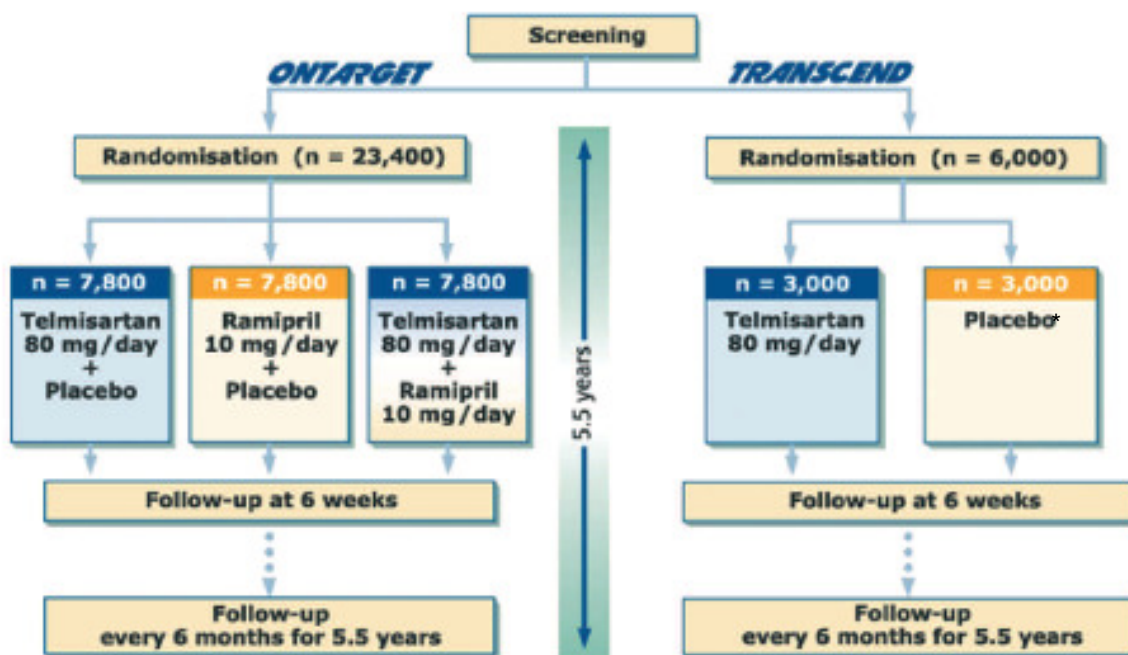 Screening
ONTARGET
TRANSCEND
Randomisation (n = 23,400)
Randomisation (n = 6,000)
n = 7,800
Telmisartan
80 mg/day
+
Placebo
n = 7,800
Ramipril
10 mg/day
+
Placebo
n = 7,800
Telmisartan
80 mg/day
+
Ramipril
10 mg/day
5.5 years
n = 3,000
Telmisartan
80 mg/day
n = 3,000
Placebo*
Follow-up at 6 weeks
Follow-up at 6 weeks
Follow-up
every 6 months for 5.5 years
Follow-up
every 6 months for 5.5 years